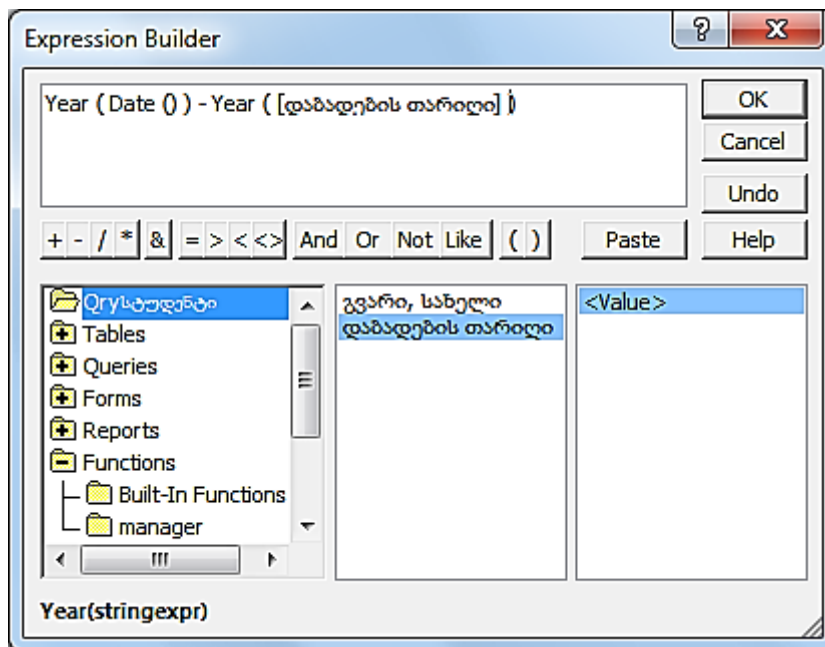 Expression Builder
Year ( Date () ) - Year ( [დაბადების თარიღი] )
OK
Cancel
Undo
+ - / * & = > < <> And Or Not Like ( ) Paste Help
Qryსტუდენტი
Tables
Queries
Forms
Reports
Functions
Built-In Functions
manager
გვარი, სახელი
დაბადების თარიღი
<Value>
Year(stringexpr)